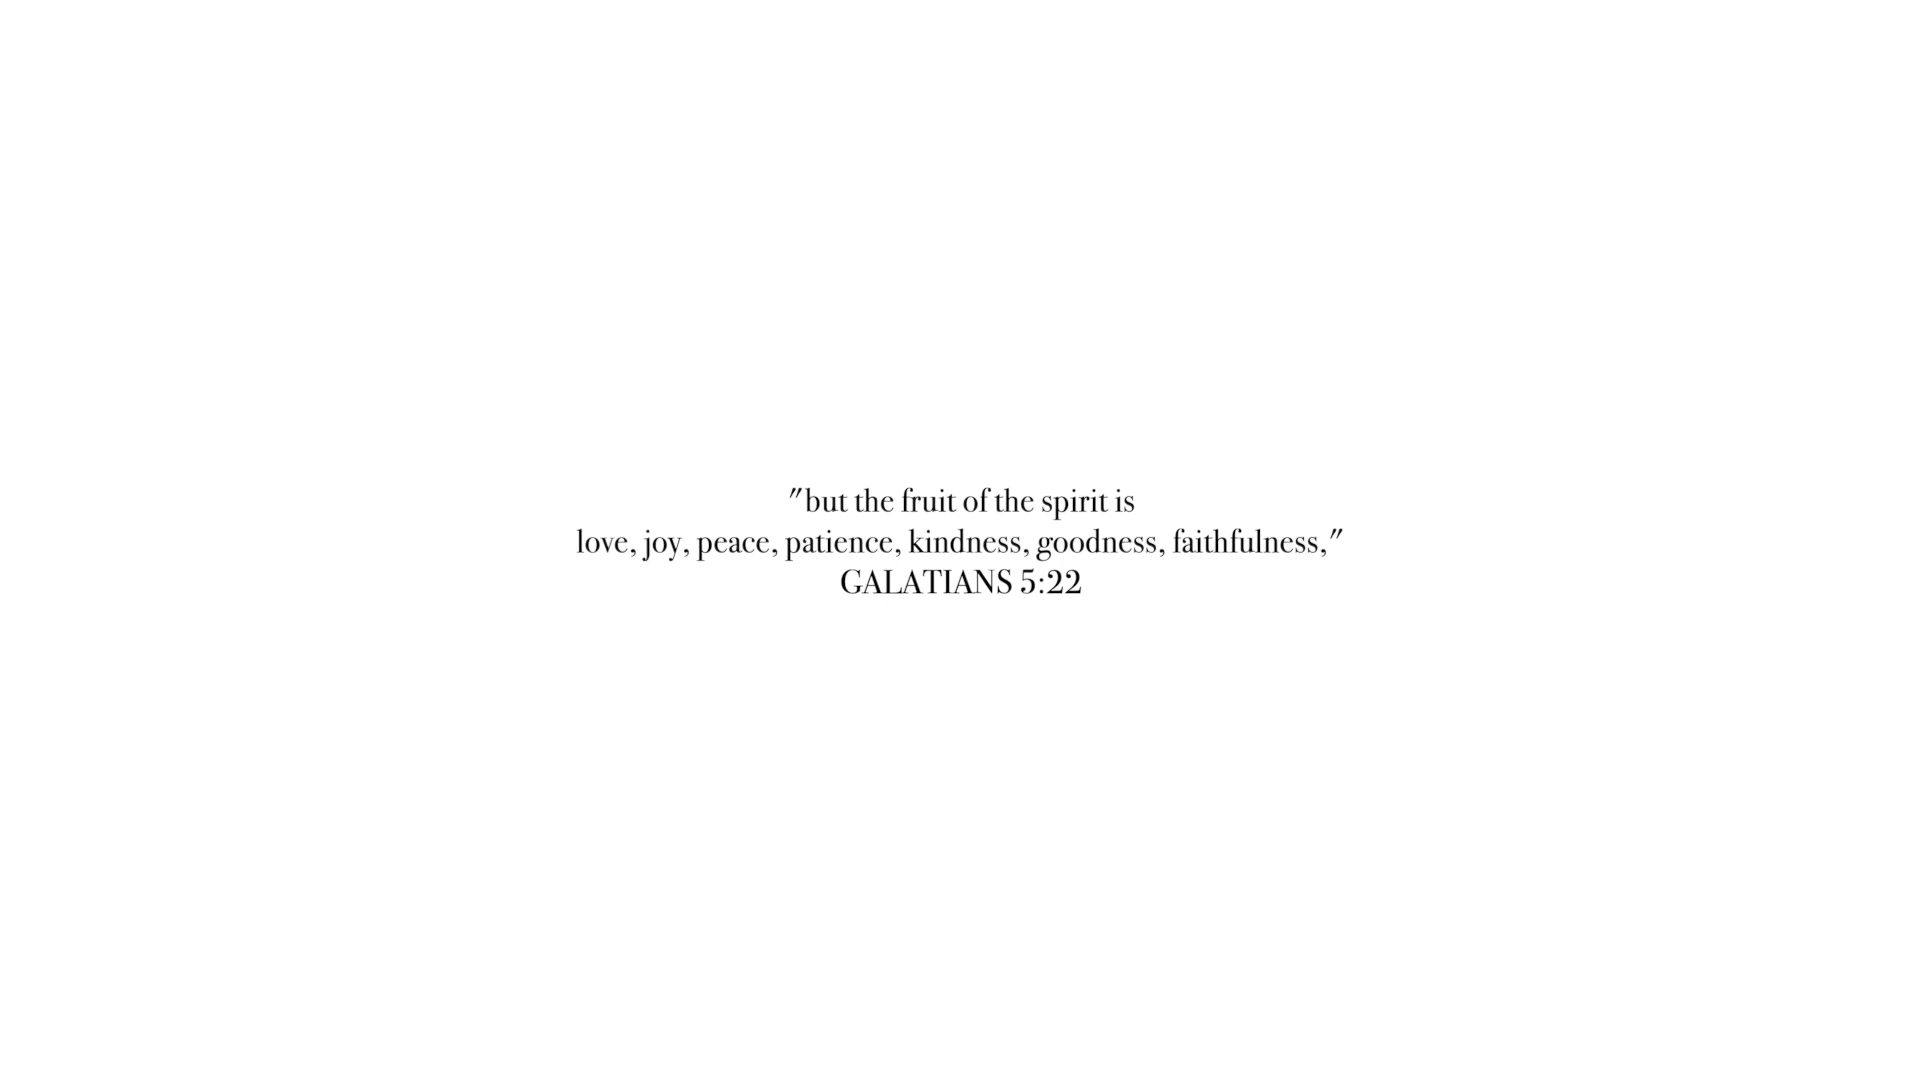 "but the fruit of the spirit is
love, joy, peace, patience, kindness, goodness, faithfulness,"
GALATIANS 5:22